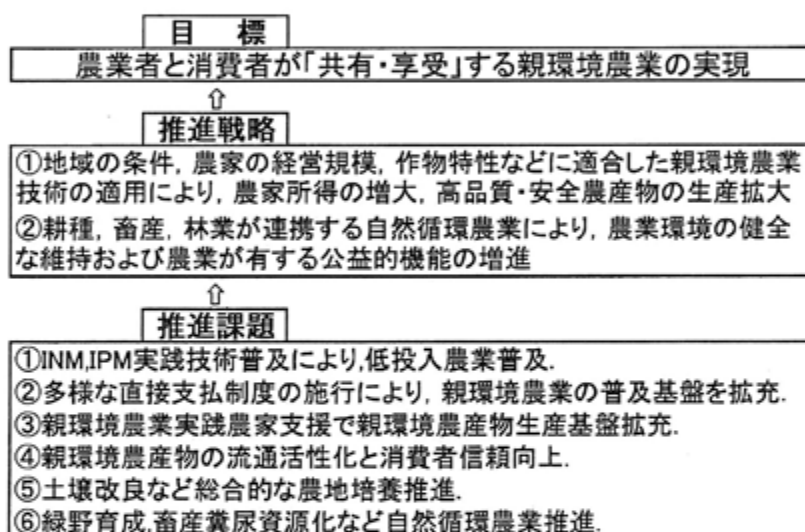 目 標
農業者と消費者が「共有・享受」する親環境農業の実現
⇧
推進戦略
①地域の条件, 農家の経営規模, 作物特性などに適合した親環境農業
技術の適用により, 農家所得の増大, 高品質・安全農産物の生産拡大
②耕種, 畜産, 林業が連携する自然循環農業により, 農業環境の健全
な維持および農業が有する公益的機能の増進
⇧
推進課題
①INM,IPM実践技術普及により,低投入農業普及.
②多様な直接支払制度の施行により, 親環境農業の普及基盤を拡充.
③親環境農業実践農家支援で親環境農産物生産基盤拡充.
④親環境農産物の流通活性化と消費者信頼向上.
⑤土壌改良など総合的な農地培養推進.
⑥緑野育成,畜産糞尿資源化など自然循環農業推進.